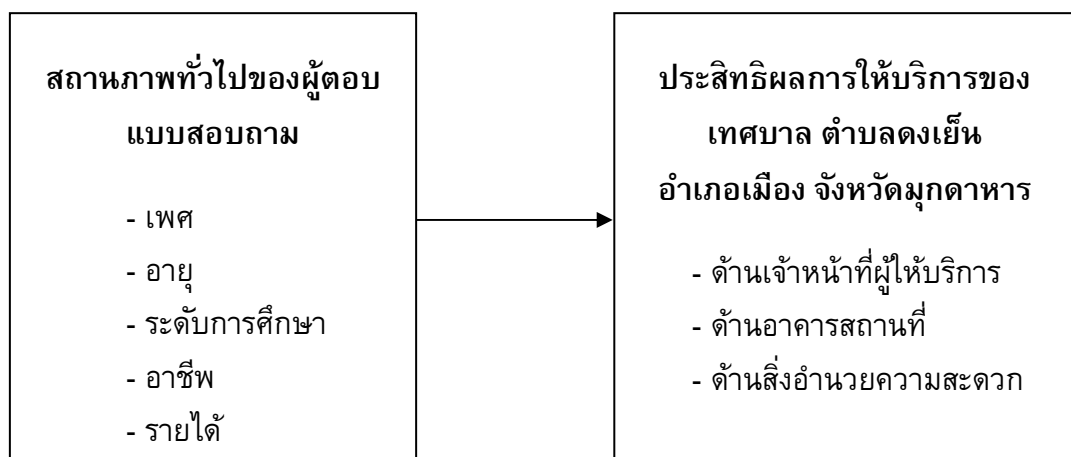 สถานภาพทั่วไปของผู้ตอบ
แบบสอบถาม
- เพศ
- อายุ
- ระดับการศึกษา
- อาชีพ
- รายได้
ประสิทธิผลการให้บริการของ
เทศบาล ตำบลดงเย็น
อำเภอเมือง จังหวัดมุกดาหาร
- ด้านเจ้าหน้าที่ผู้ให้บริการ
- ด้านอาคารสถานที่
- ด้านสิ่งอำนวยความสะดวก